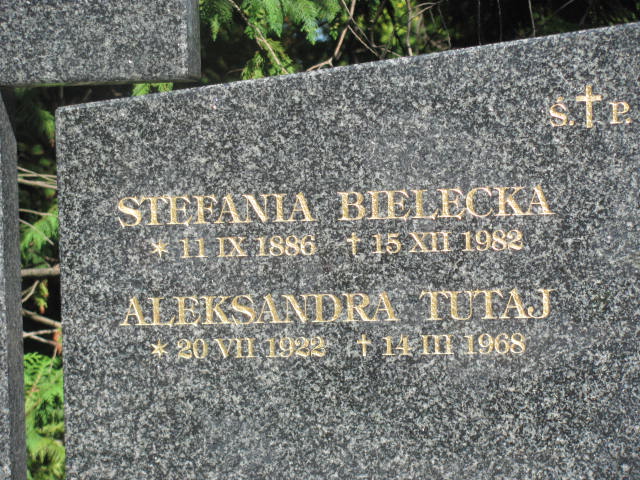 Ś. ✝ P.
STEFANIA BIELECKA
* 11 IX 1886 † 15 XII 1982
ALEKSANDRA TUTAJ
* 20 VII 1922 † 14 III 1968